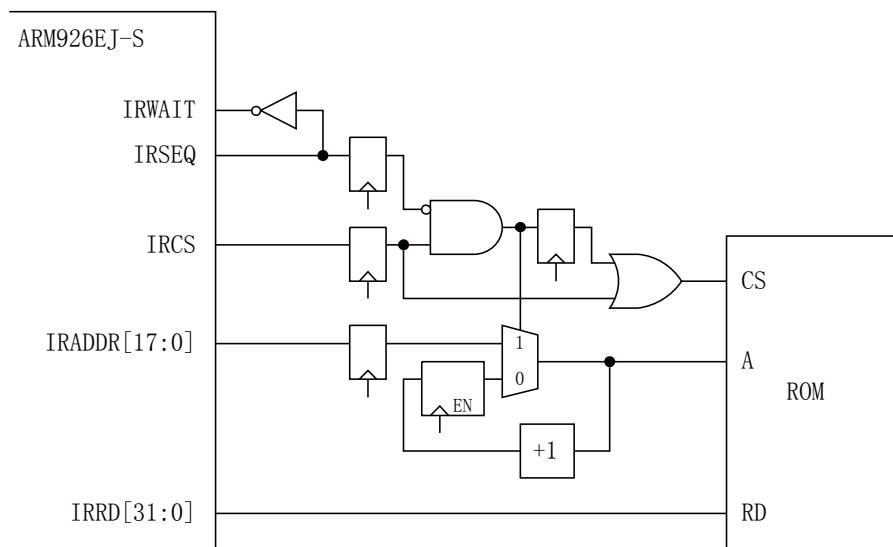 ARM926EJ-S
IRWAIT
IRSEQ
IRCS
CS
IRADDR[17:0]
1
A
0
ROM
EN
+1
IRRD[31:0]
RD